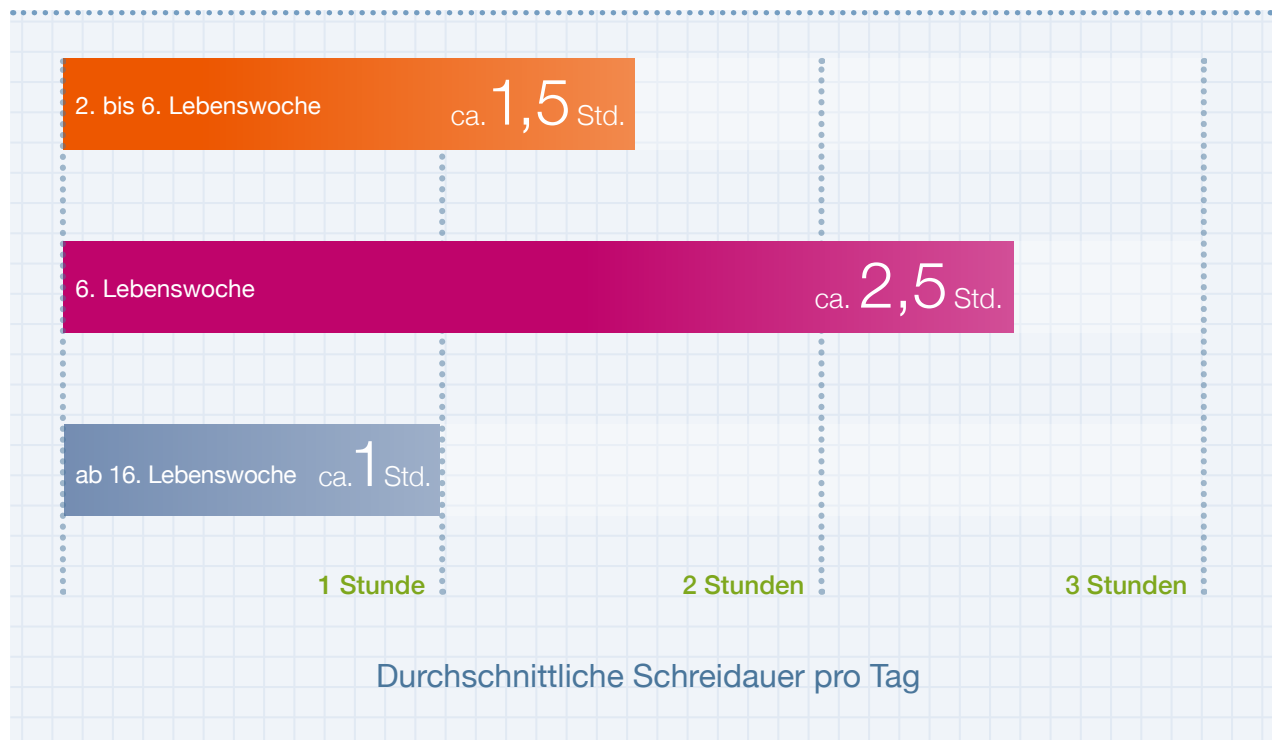 2. bis 6. Lebenswoche ca. 1,5 Std.
6. Lebenswoche ca. 2,5 Std.
ab 16. Lebenswoche ca. 1 Std.
1 Stunde 2 Stunden 3 Stunden
Durchschnittliche Schreidauer pro Tag